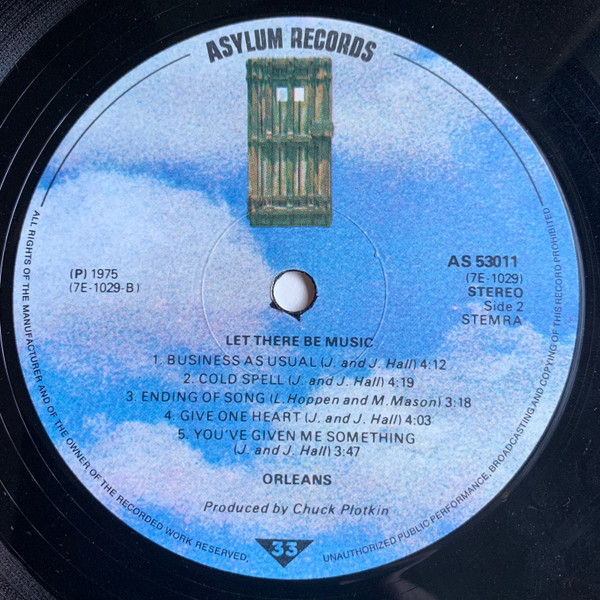 ASYLUM RECORDS
(P) 1975
(7E-1029-B)
AS 53011
(7E-1029)
STEREO
Side 2
STEMRA
LET THERE BE MUSIC
1. BUSINESS AS USUAL (J. and J. Hall) 4:12
2. COLD SPELL (J. and J. Hall) 4:19
3. ENDING OF SONG (L. Hoppen and M. Mason) 3:18
4. GIVE ONE HEART (J. and J. Hall) 4:03
5. YOU'VE GIVEN ME SOMETHING
(J. and J. Hall) 3:47
ORLEANS
Produced by Chuck Plotkin
33
ALL RIGHTS OF THE MANUFACTURER AND OF THE OWNER OF THE RECORDED WORK RESERVED, UNAUTHORIZED PUBLIC PERFORMANCE, BROADCASTING AND COPYING OF THIS RECORD PROHIBITED